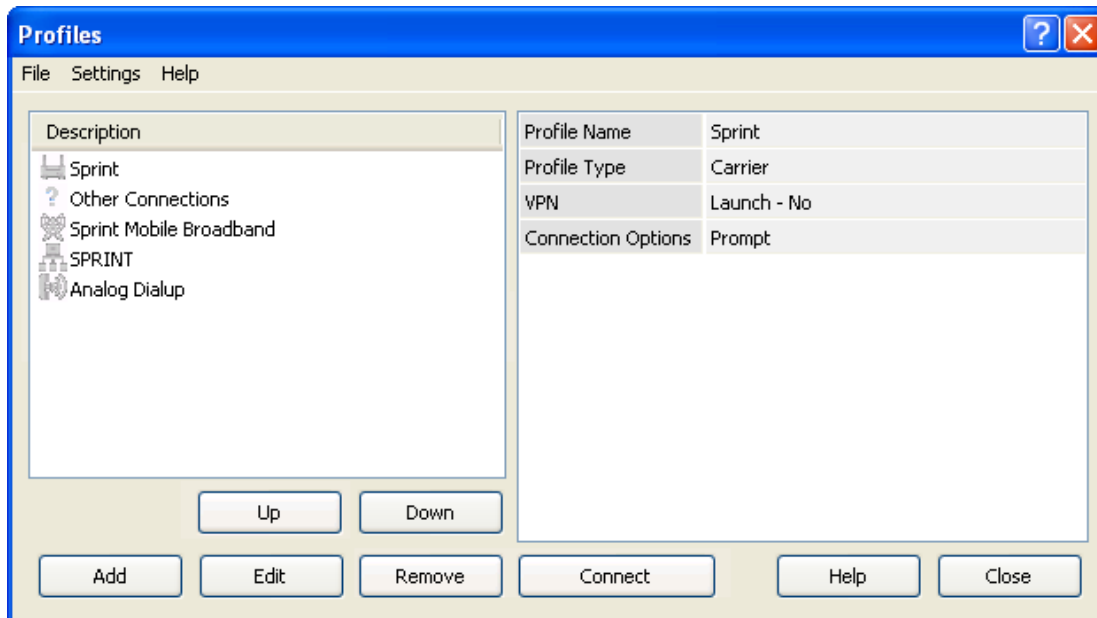 Profiles
File Settings Help
Description
Sprint
? Other Connections
Sprint Mobile Broadband
SPRINT
Analog Dialup
Profile Name Sprint
Profile Type Carrier
VPN Launch - No
Connection Options Prompt
Up Down
Add Edit Remove Connect Help Close